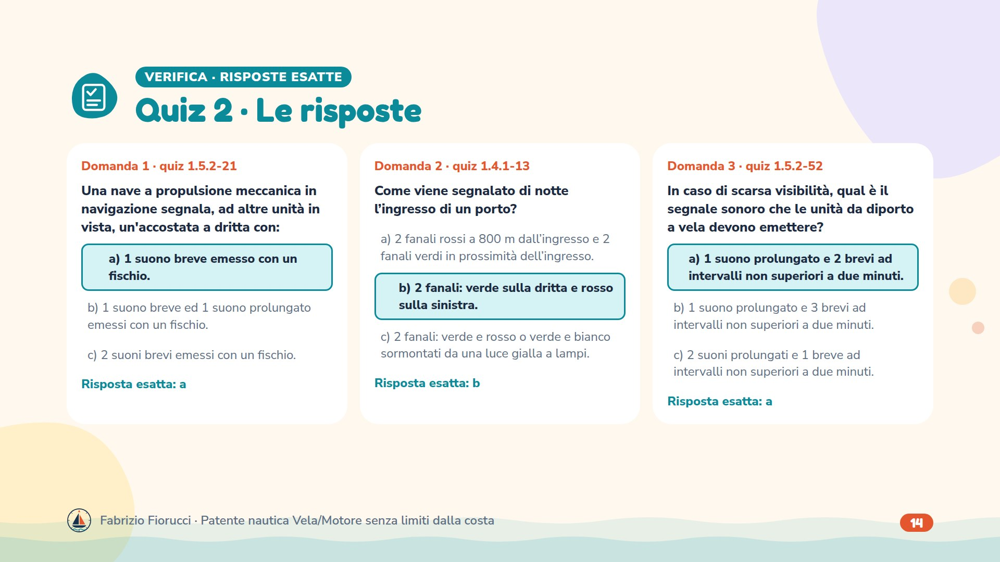 VERIFICA · RISPOSTE ESATTE
Quiz 2 · Le risposte
Domanda 1 · quiz 1.5.2-21
Una nave a propulsione meccanica in
navigazione segnala, ad altre unità in
vista, un'accostata a dritta con:
a) 1 suono breve emesso con un
fischio.
b) 1 suono breve ed 1 suono prolungato
emessi con un fischio.
c) 2 suoni brevi emessi con un fischio.
Risposta esatta: a
Domanda 2 · quiz 1.4.1-13
Come viene segnalato di notte
l’ingresso di un porto?
a) 2 fanali rossi a 800 m dall’ingresso e 2
fanali verdi in prossimità dell’ingresso.
b) 2 fanali: verde sulla dritta e rosso
sulla sinistra.
c) 2 fanali: verde e rosso o verde e bianco
sormontati da una luce gialla a lampi.
Risposta esatta: b
Domanda 3 · quiz 1.5.2-52
In caso di scarsa visibilità, qual è il
segnale sonoro che le unità da diporto
a vela devono emettere?
a) 1 suono prolungato e 2 brevi ad
intervalli non superiori a due minuti.
b) 1 suono prolungato e 3 brevi ad
intervalli non superiori a due minuti.
c) 2 suoni prolungati e 1 breve ad
intervalli non superiori a due minuti.
Risposta esatta: a
Fabrizio Fiorucci · Patente nautica Vela/Motore senza limiti dalla costa
14